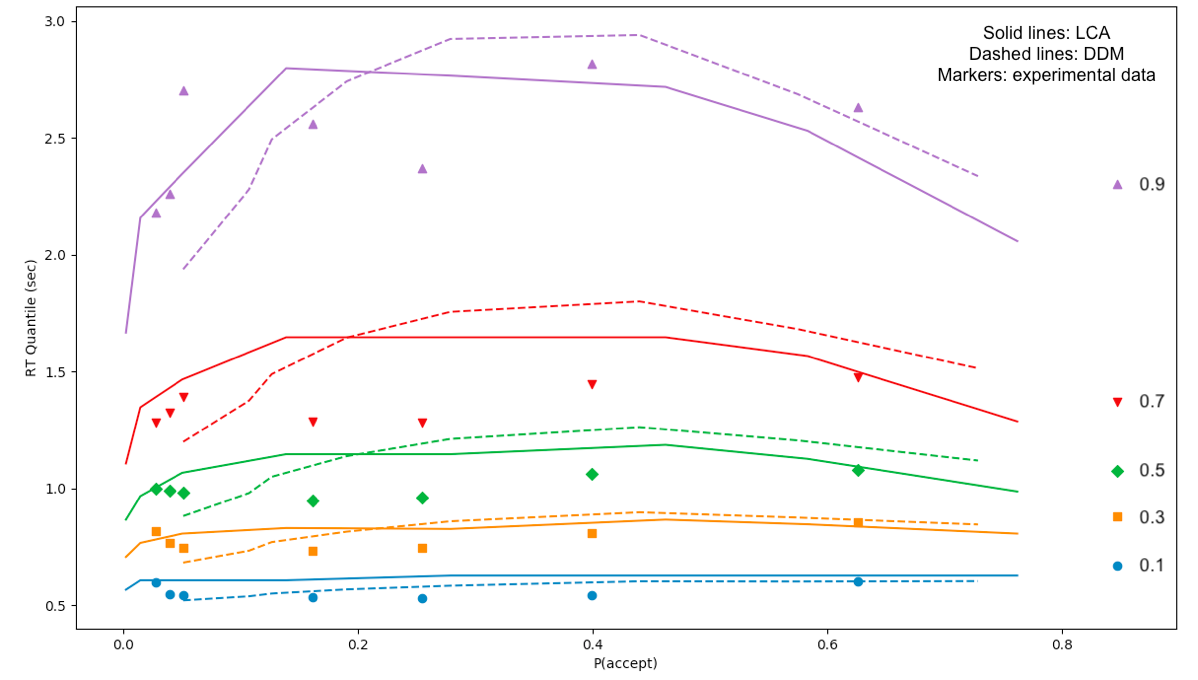 Solid lines: LCA
Dashed lines: DDM
Markers: experimental data
3.0
2.5
2.0
1.5
1.0
0.5
RT Quantile (sec)
0.9
0.7
0.5
0.3
0.1
0.0 0.2 0.4 0.6 0.8
P(accept)